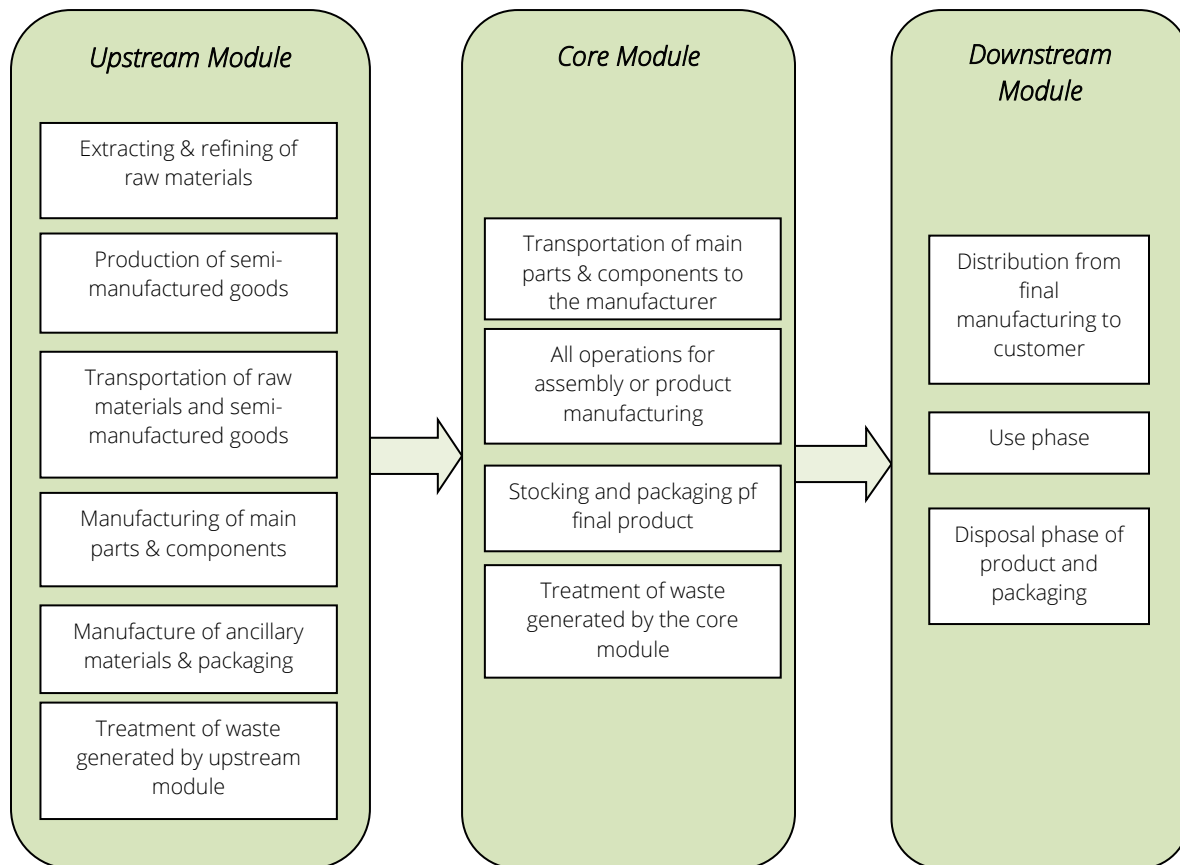 Upstream Module
Extracting & refining of
raw materials
Production of semi-
manufactured goods
Transportation of raw
materials and semi-
manufactured goods
Manufacturing of main
parts & components
Manufacture of ancillary
materials & packaging
Treatment of waste
generated by upstream
module
Core Module
Transportation of main
parts & components to
the manufacturer
All operations for
assembly or product
manufacturing
Stocking and packaging pf
final product
Treatment of waste
generated by the core
module
Downstream
Module
Distribution from
final
manufacturing to
customer
Use phase
Disposal phase of
product and
packaging